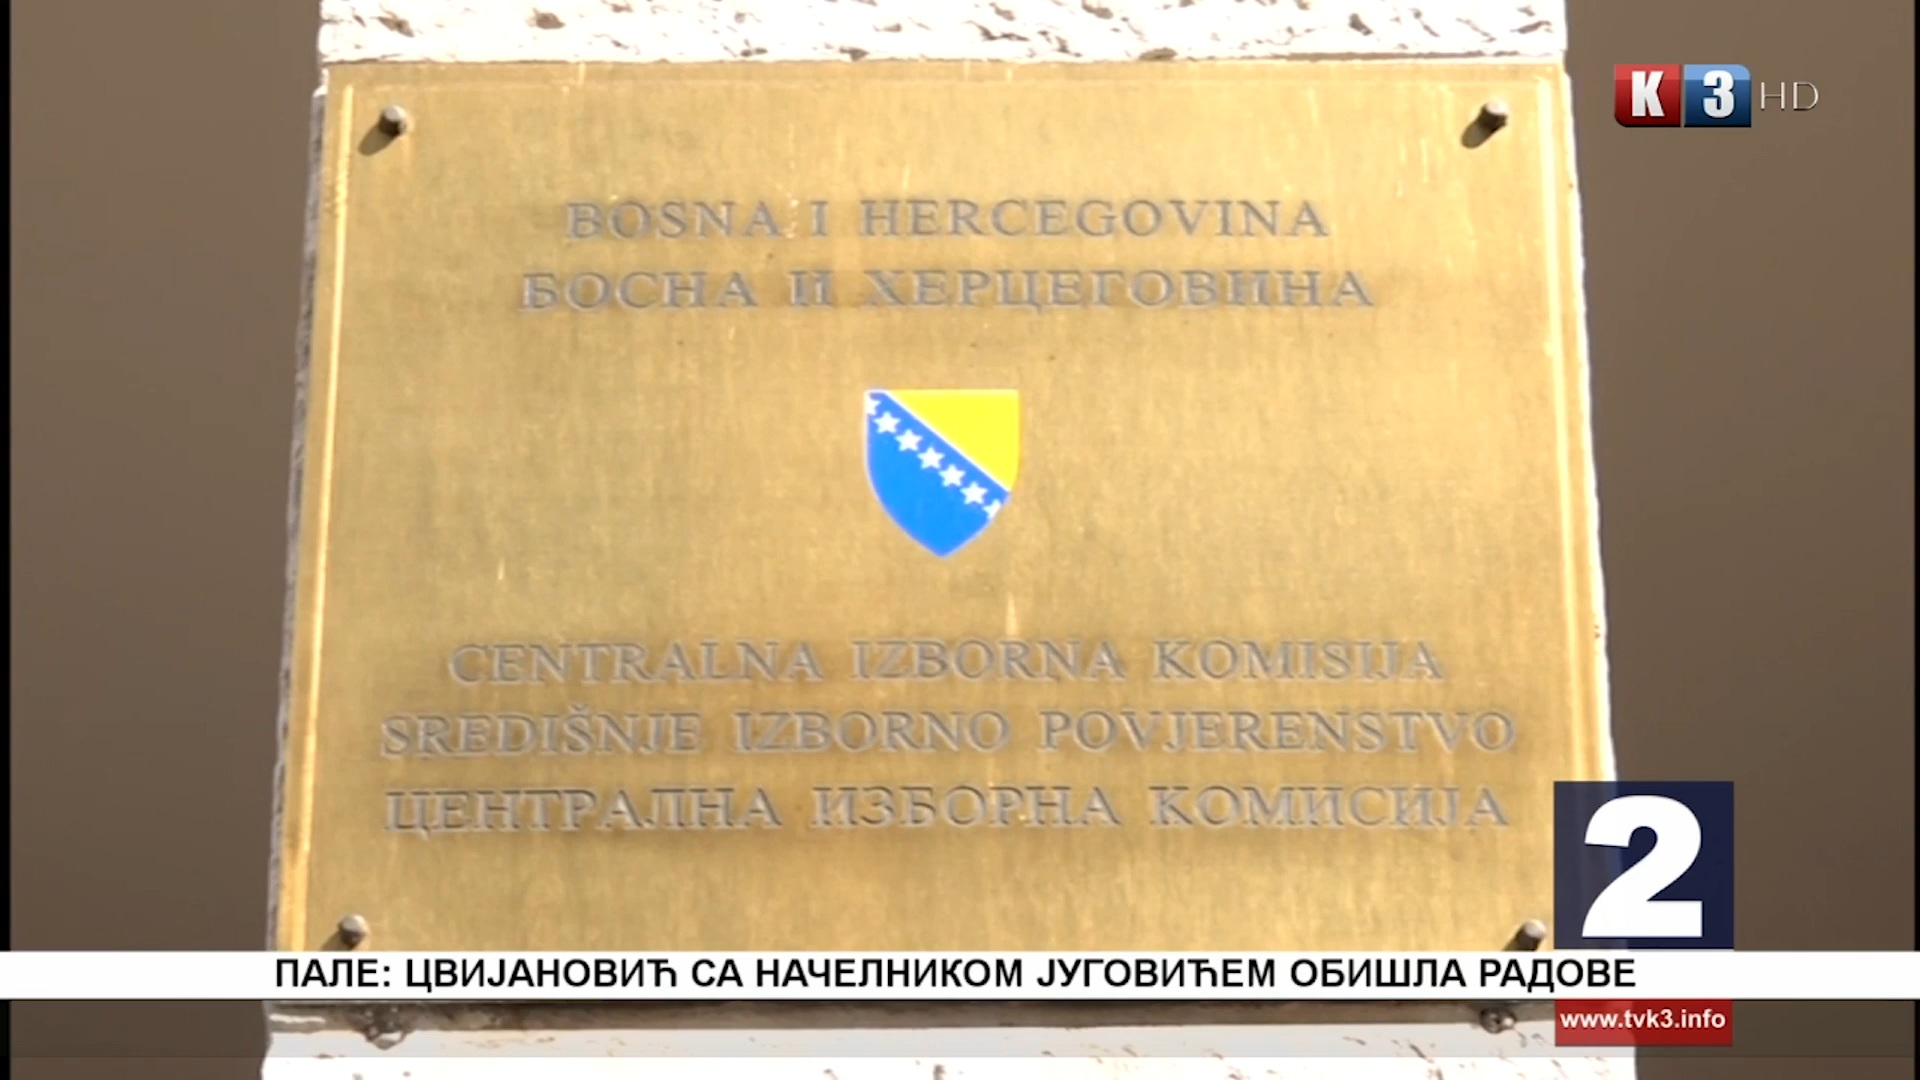 K 3 HD
BOSNA I HERCEGOVINA
БОСНА И ХЕРЦЕГОВИНА
CENTRALNA IZBORNA KOMISIJA
SREDIŠNJE IZBORNO POVJERENSTVO
ЦЕНТРАЛНА ИЗБОРНА КОМИСИЈА
2
ПАЛЕ: ЦВИЈАНОВИЋ СА НАЧЕЛНИКОМ ЈУГОВИЋЕМ ОБИШЛА РАДОВЕ
www.tvk3.info